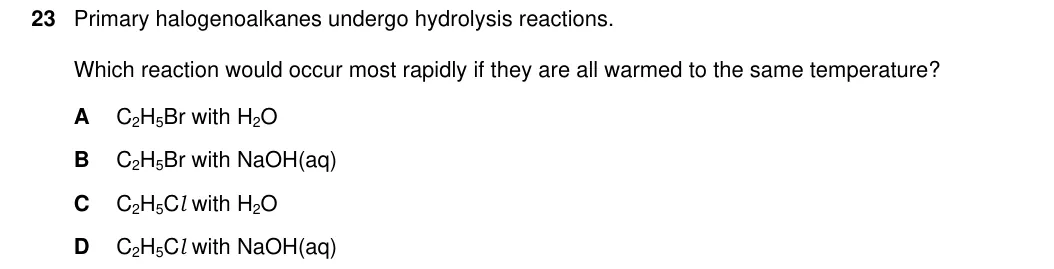 23 Primary halogenoalkanes undergo hydrolysis reactions.
Which reaction would occur most rapidly if they are all warmed to the same temperature?
A C₂H₅Br with H₂O
B C₂H₅Br with NaOH(aq)
C C₂H₅Cl with H₂O
D C₂H₅Cl with NaOH(aq)